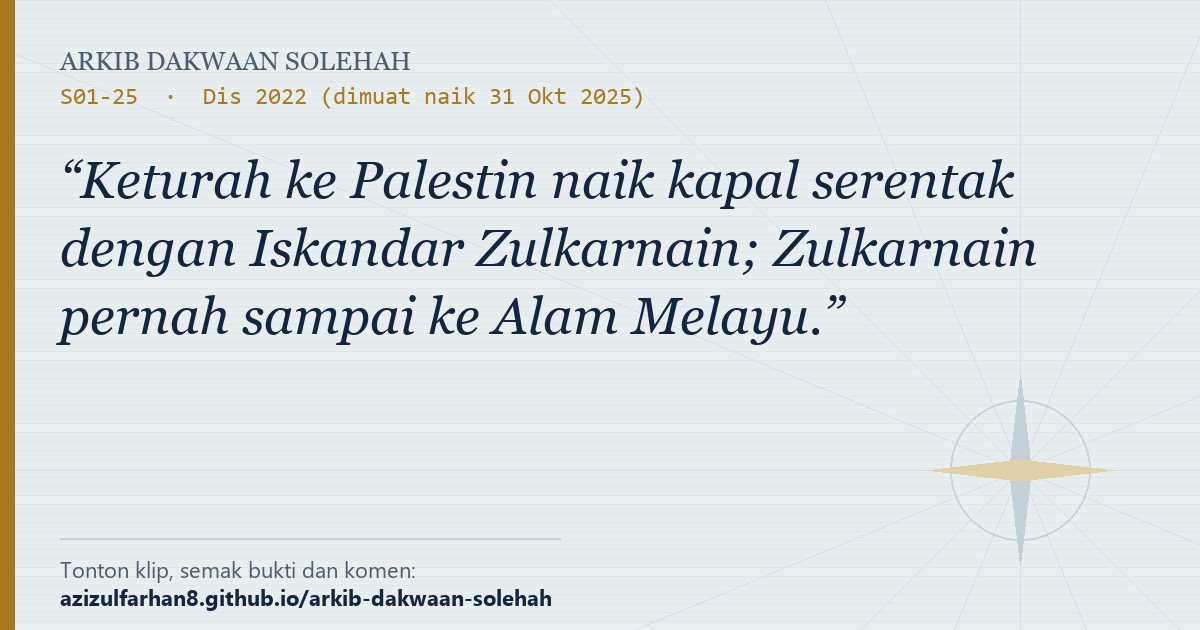 ARKIB DAKWAAN SOLEHAH
S01-25 · Dis 2022 (dimuat naik 31 Okt 2025)
“Keturah ke Palestin naik kapal serentak
dengan Iskandar Zulkarnain; Zulkarnain
pernah sampai ke Alam Melayu.”
Tonton klip, semak bukti dan komen:
azizulfarhan8.github.io/arkib-dakwaan-solehah